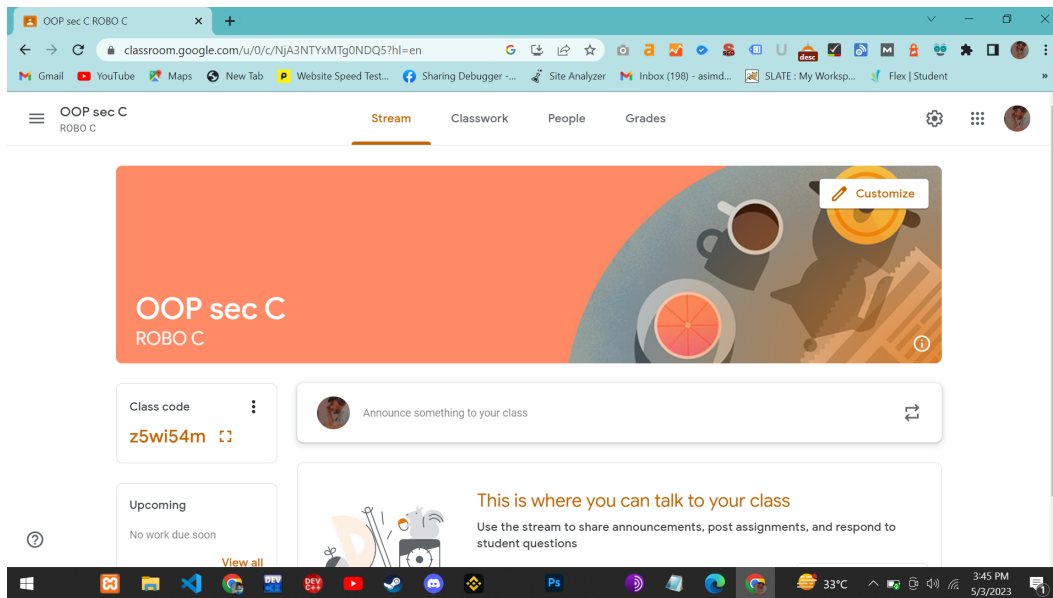 OOP sec C ROBO C
classroom.google.com/u/0/c/NjA3NTYxMTg0NDQ5?hl=en
desc
Gmail YouTube Maps New Tab Website Speed Test... Sharing Debugger -... Site Analyzer Inbox (198) - asimd... SLATE : My Worksp... Flex | Student
OOP sec C
ROBO C
Stream Classwork People Grades
Customize
OOP sec C
ROBO C
Class code
z5wi54m
Announce something to your class
Upcoming
No work due soon
View all
This is where you can talk to your class
Use the stream to share announcements, post assignments, and respond to
student questions
33°C
3:45 PM
5/3/2023